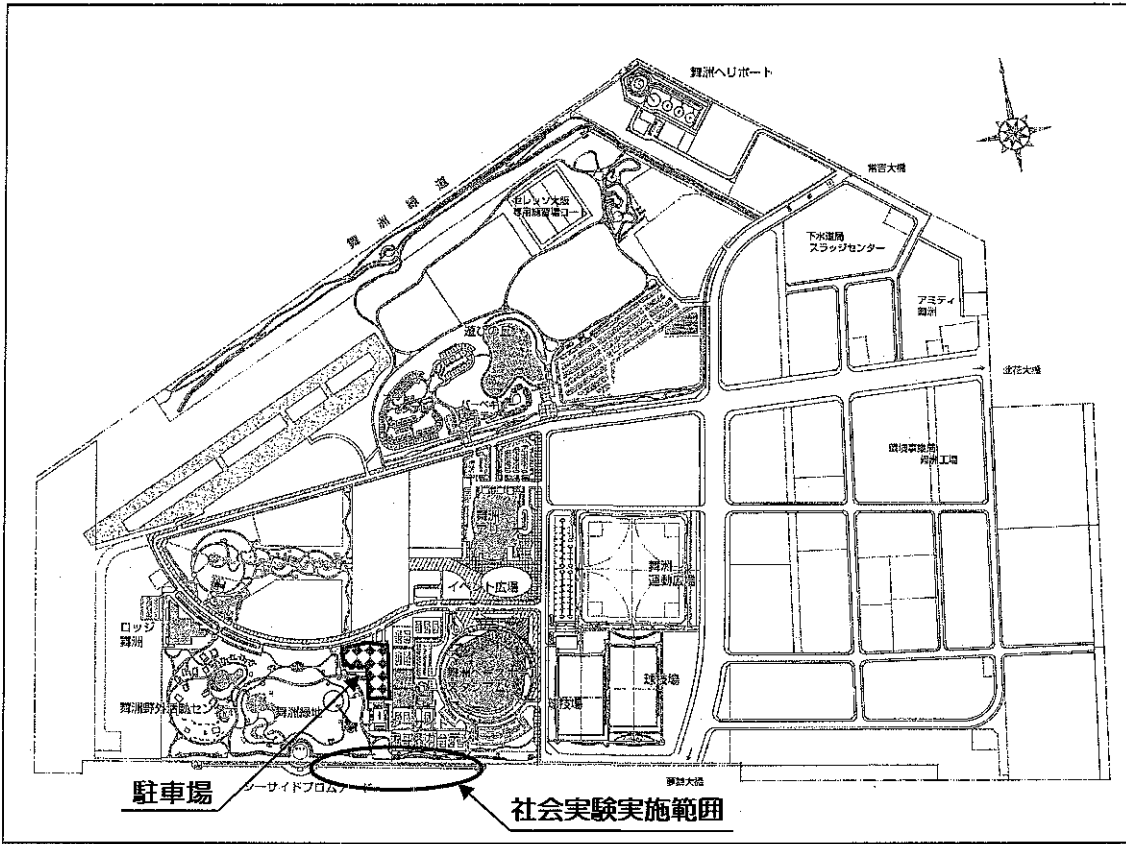 舞洲ヘリポート
常吉大橋
舞洲緑道
セレッソ大阪
専用練習場コート
下水道局
スラッジセンター
アミティ
舞洲
遊びの丘
此花大橋
バーベキュー
環境事業局
舞洲工場
舞洲
舞洲
運動広場
イベント広場
ロッジ
舞洲
舞洲
球技場
球技場
舞洲野外活動セン
舞洲緑地
駐車場
シーサイドプロムナード
夢舞大橋
社会実験実施範囲